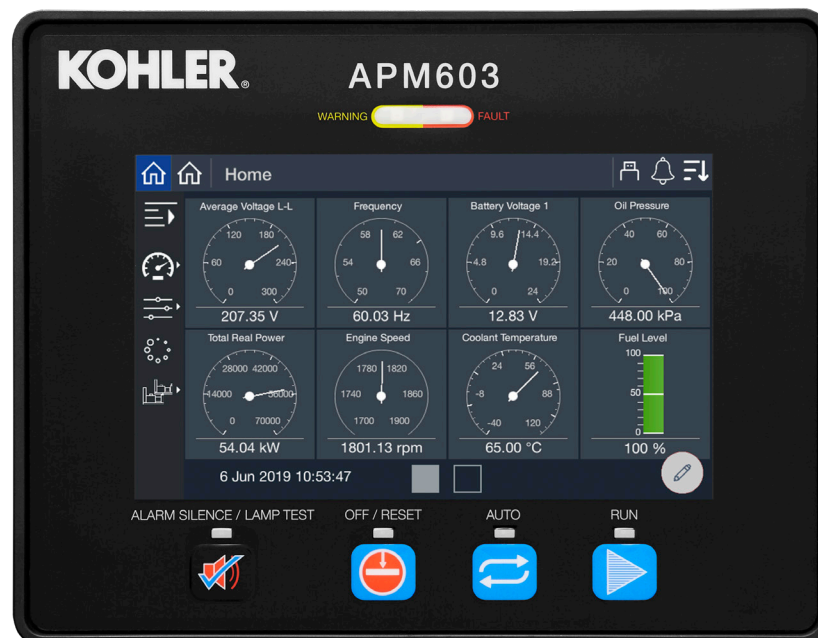 KOHLER®
APM603
WARNING FAULT
Home
Average Voltage L-L
120 180
60 240
0 300
207.35 V
Frequency
58 62
54 66
50 70
60.03 Hz
Battery Voltage 1
9.6 14.4
4.8 19.2
0 24
12.83 V
Oil Pressure
40 60
20 80
0 100
448.00 kPa
Total Real Power
28000 42000
14000 56000
0 70000
54.04 kW
Engine Speed
1780 1820
1740 1860
1700 1900
1801.13 rpm
Coolant Temperature
24 56
-8 88
-40 120
65.00 °C
Fuel Level
100
50
0
100 %
6 Jun 2019 10:53:47
ALARM SILENCE / LAMP TEST OFF / RESET AUTO RUN